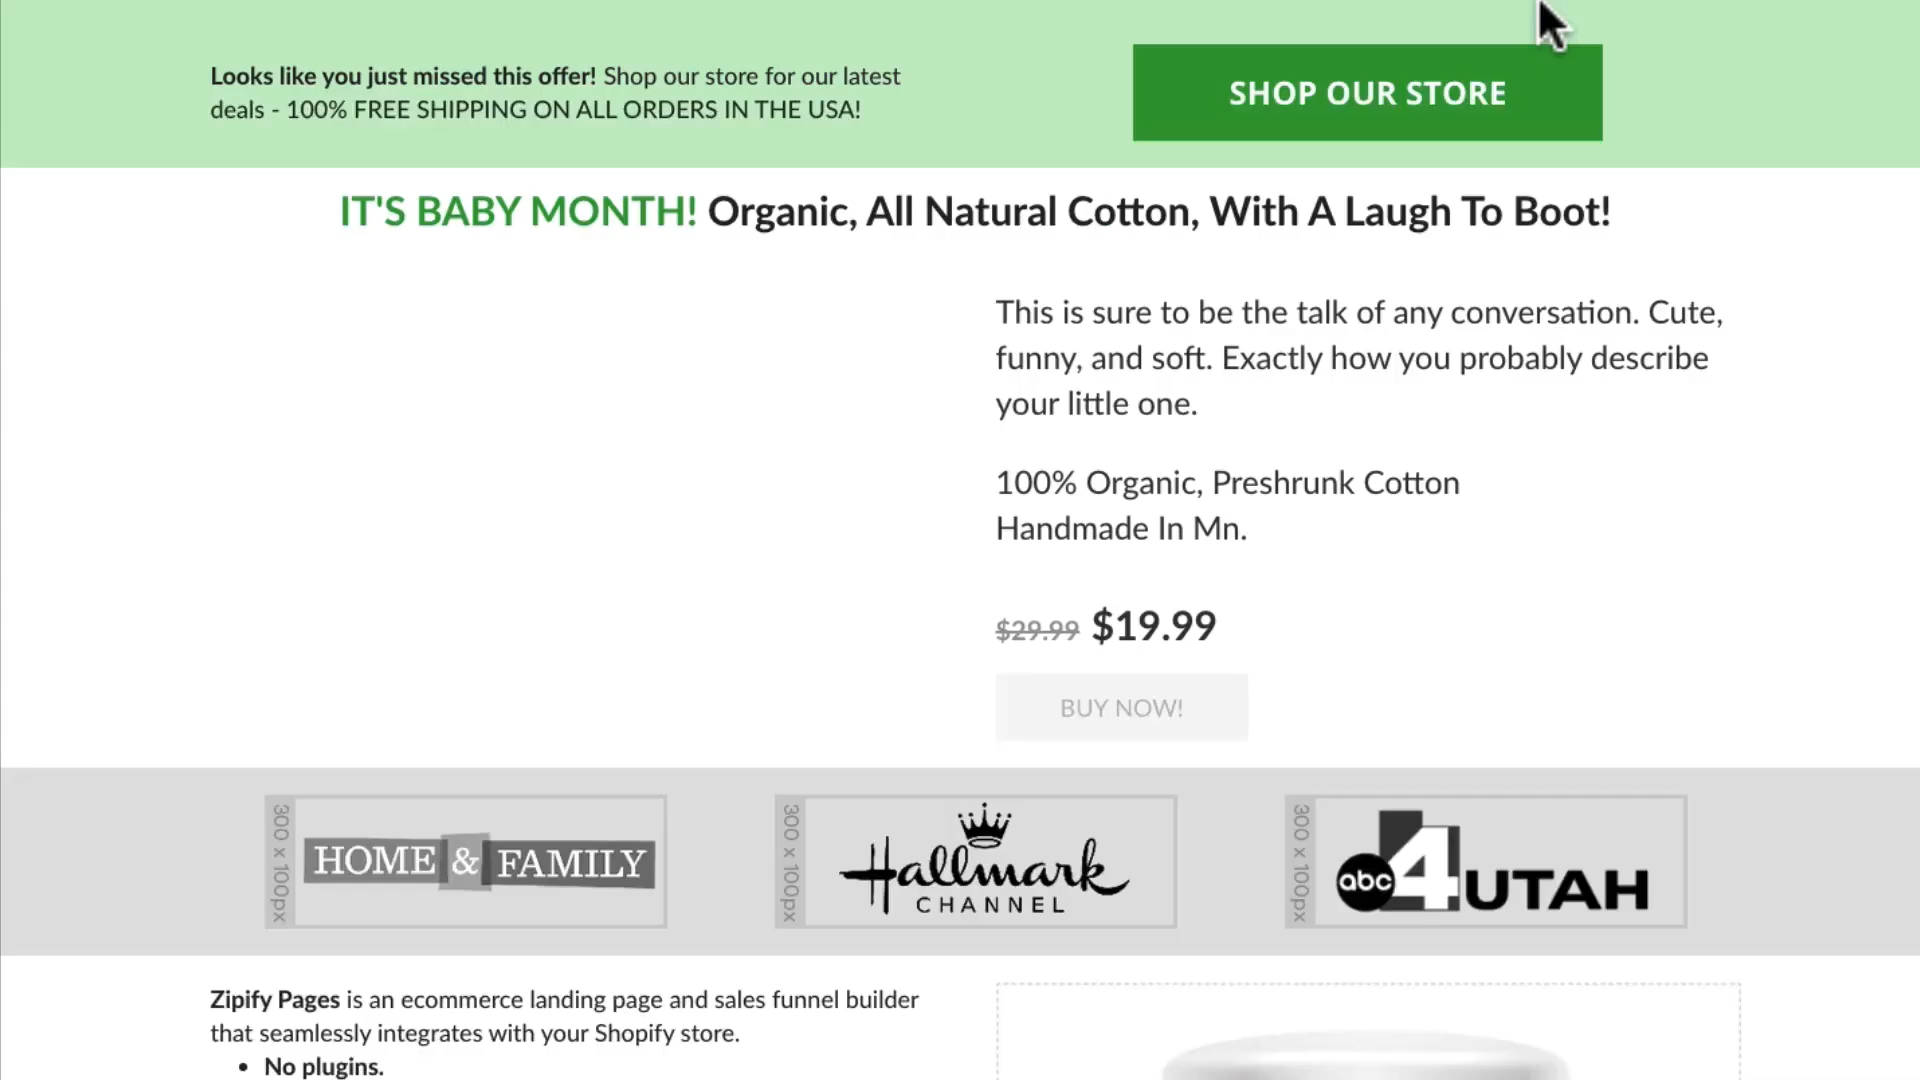 Looks like you just missed this offer! Shop our store for our latest
deals - 100% FREE SHIPPING ON ALL ORDERS IN THE USA!
SHOP OUR STORE
IT'S BABY MONTH! Organic, All Natural Cotton, With A Laugh To Boot!
This is sure to be the talk of any conversation. Cute,
funny, and soft. Exactly how you probably describe
your little one.
100% Organic, Preshrunk Cotton
Handmade In Mn.
$29.99 $19.99
BUY NOW!
300 x 100px
HOME & FAMILY
300 x 100px
Hallmark
CHANNEL
300 x 100px
abc 4 UTAH
Zipify Pages is an ecommerce landing page and sales funnel builder
that seamlessly integrates with your Shopify store.
• No plugins.